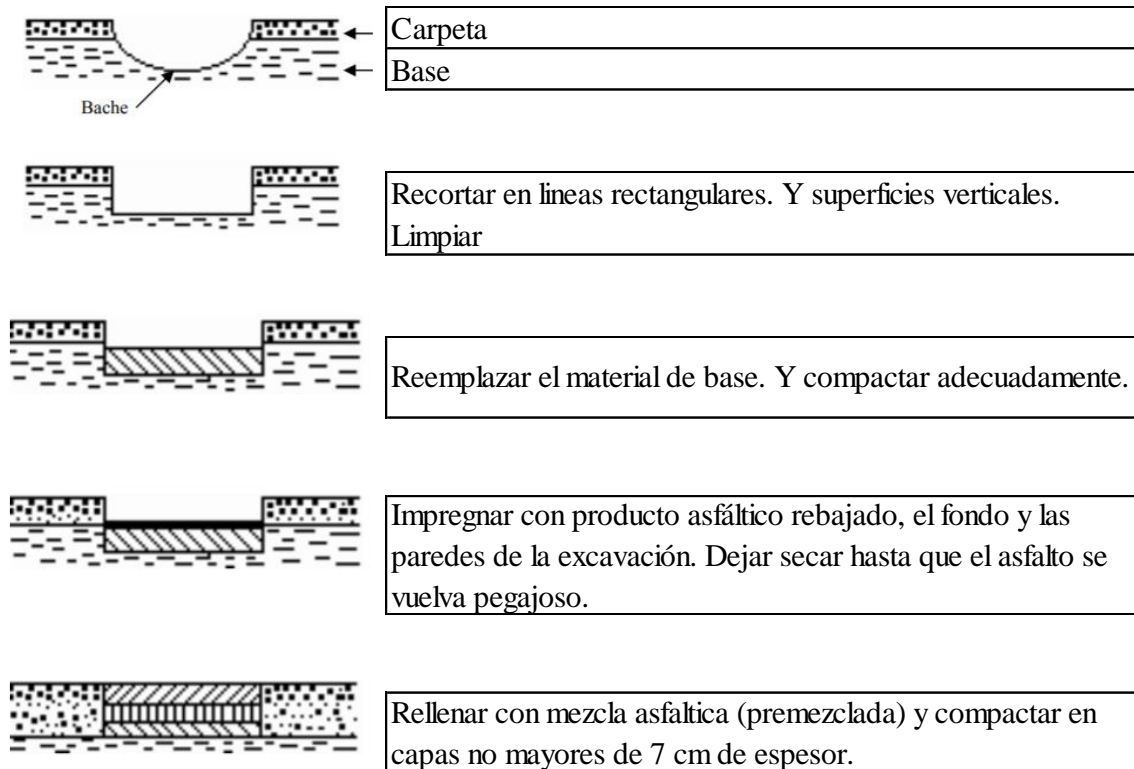 Carpeta
Base
Bache
Recortar en lineas rectangulares. Y superficies verticales.
Limpiar
Reemplazar el material de base. Y compactar adecuadamente.
Impregnar con producto asfáltico rebajado, el fondo y las
paredes de la excavación. Dejar secar hasta que el asfalto se
vuelva pegajoso.
Rellenar con mezcla asfaltica (premezclada) y compactar en
capas no mayores de 7 cm de espesor.